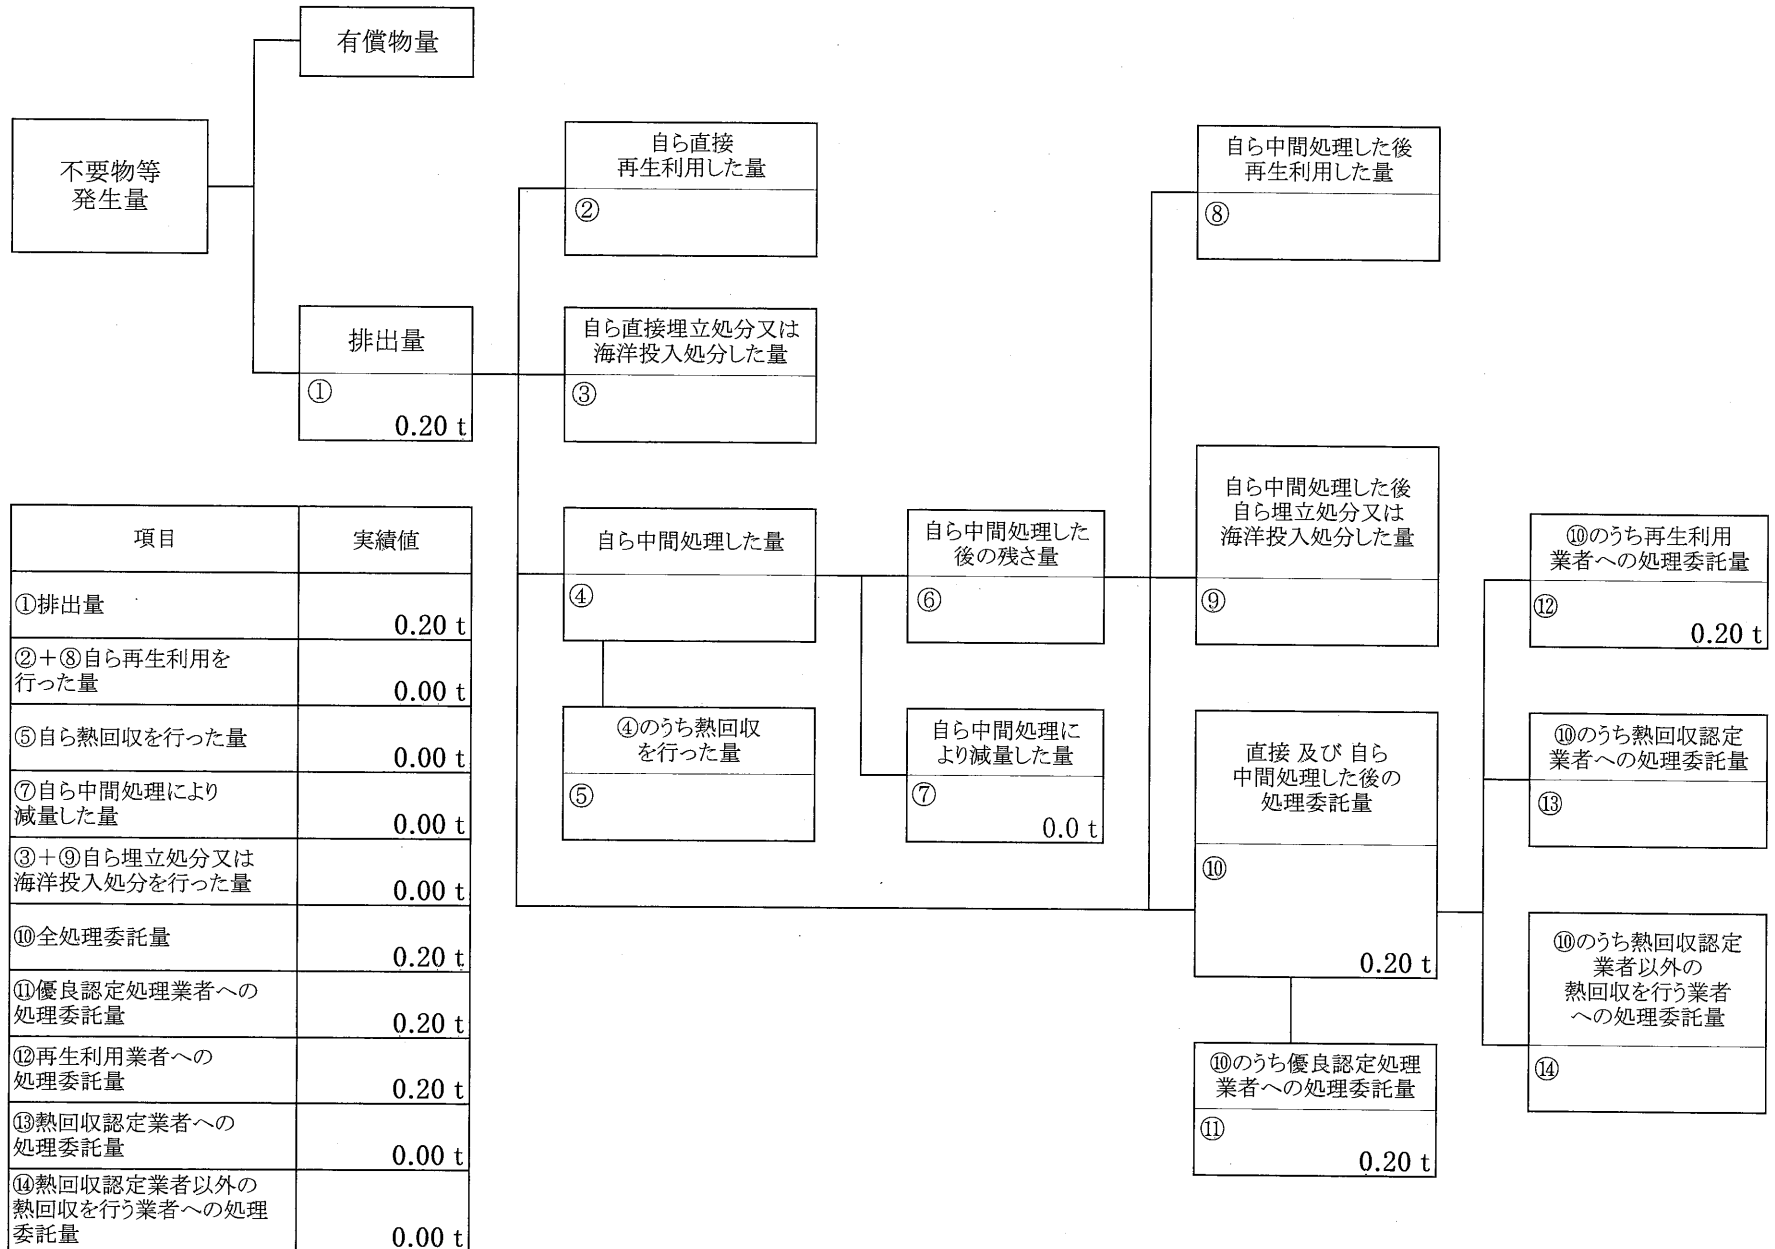 有償物量
不要物等
発生量
排出量
①
0.20 t
自ら直接
再生利用した量
②
自ら直接埋立処分又は
海洋投入処分した量
③
自ら中間処理した量
④
④のうち熱回収
を行った量
⑤
自ら中間処理した
後の残さ量
⑥
自ら中間処理に
より減量した量
⑦
0.0 t
自ら中間処理した後
再生利用した量
⑧
自ら中間処理した後
自ら埋立処分又は
海洋投入処分した量
⑨
直接 及び 自ら
中間処理した後の
処理委託量
⑩
0.20 t
⑩のうち優良認定処理
業者への処理委託量
⑪
0.20 t
⑩のうち再生利用
業者への処理委託量
⑫
0.20 t
⑩のうち熱回収認定
業者への処理委託量
⑬
⑩のうち熱回収認定
業者以外の
熱回収を行う業者
への処理委託量
⑭
項目 実績値
①排出量
0.20 t
②+⑧自ら再生利用を
行った量
0.00 t
⑤自ら熱回収を行った量
0.00 t
⑦自ら中間処理により
減量した量
0.00 t
③+⑨自ら埋立処分又は
海洋投入処分を行った量
0.00 t
⑩全処理委託量
0.20 t
⑪優良認定処理業者への
処理委託量
0.20 t
⑫再生利用業者への
処理委託量
0.20 t
⑬熱回収認定業者への
処理委託量
0.00 t
⑭熱回収認定業者以外の
熱回収を行う業者への処理
委託量
0.00 t